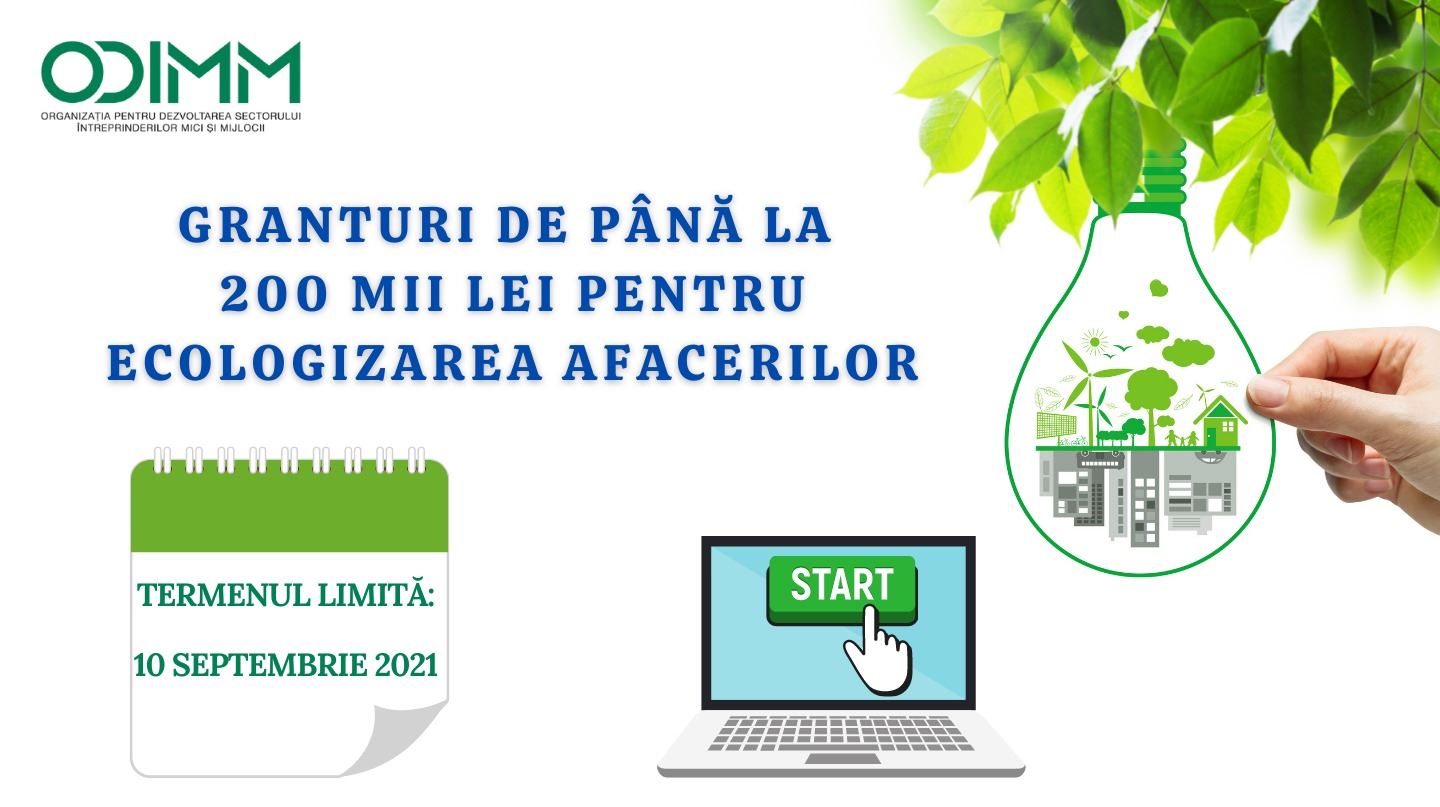 ODIMM
ORGANIZAȚIA PENTRU DEZVOLTAREA SECTORULUI
ÎNTREPRINDERILOR MICI ȘI MIJLOCII
GRANTURI DE PÂNĂ LA
200 MII LEI PENTRU
ECOLOGIZAREA AFACERILOR
TERMENUL LIMITĂ:
10 SEPTEMBRIE 2021
START